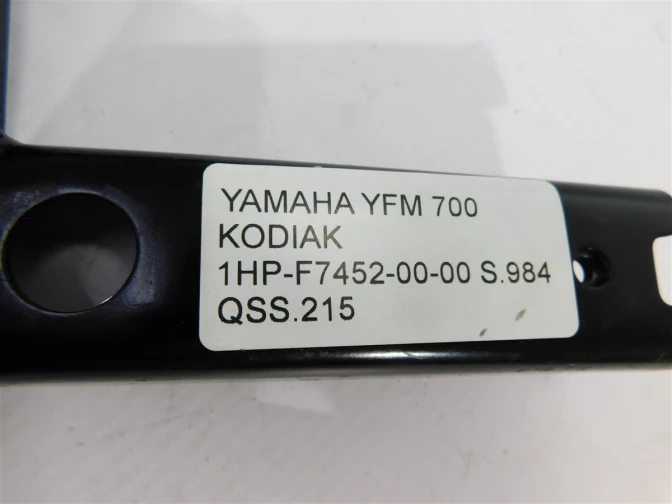 YAMAHA YFM 700
KODIAK
1HP-F7452-00-00 S.984
QSS.215